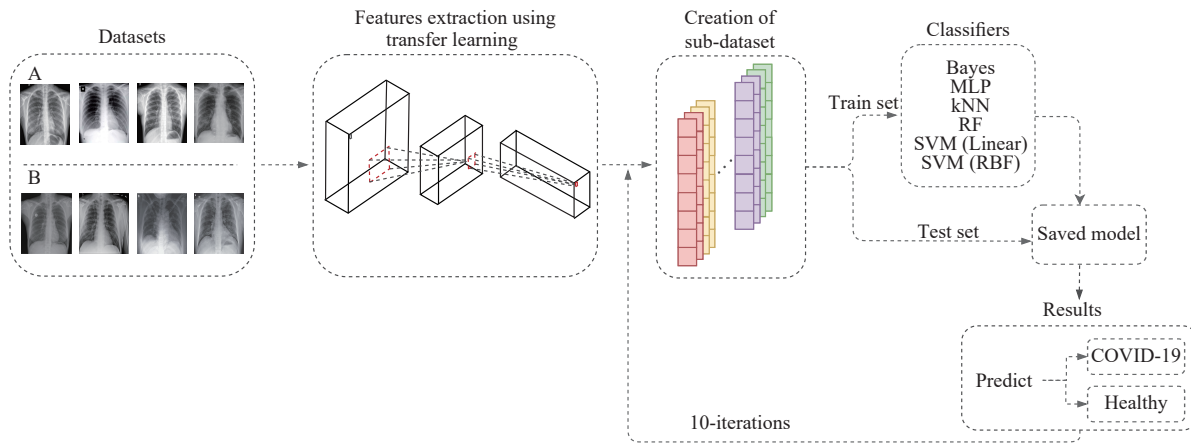 Datasets
A
B
Features extraction using
transfer learning
Creation of
sub-dataset
Train set
Test set
Classifiers
Bayes
MLP
kNN
RF
SVM (Linear)
SVM (RBF)
Saved model
Results
Predict
COVID-19
Healthy
10-iterations